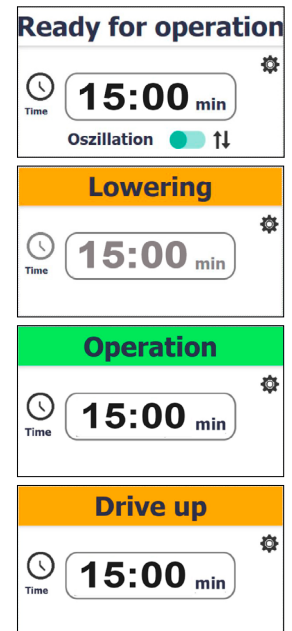 Ready for operation
15:00 min
Time
Oszillation
Lowering
15:00 min
Time
Operation
15:00 min
Time
Drive up
15:00 min
Time